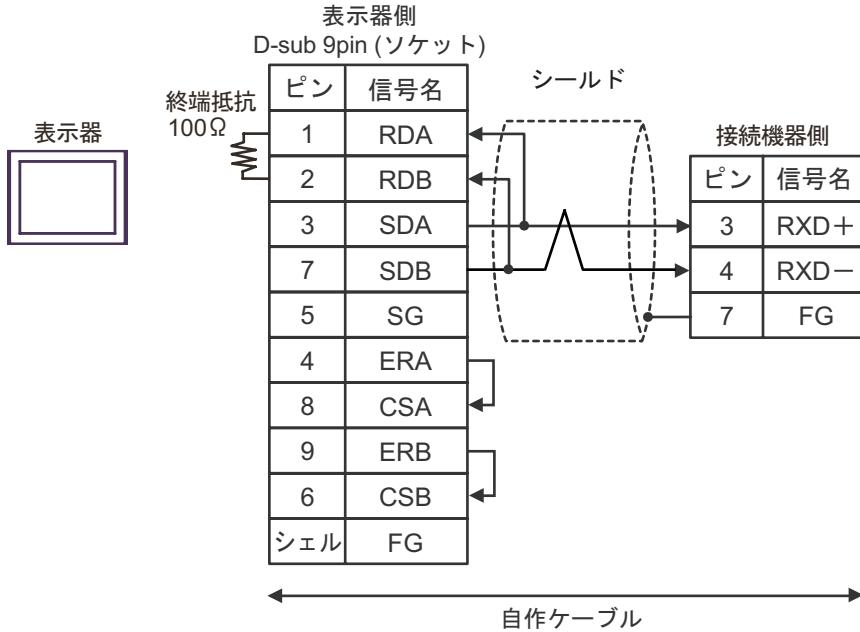 表示器側
D-sub 9pin (ソケット)
シールド
終端抵抗
100Ω
表示器
接続機器側
ピン 信号名
1 RDA
2 RDB
3 SDA
7 SDB
5 SG
4 ERA
8 CSA
9 ERB
6 CSB
シェル FG
ピン 信号名
3 RXD＋
4 RXD－
7 FG
自作ケーブル